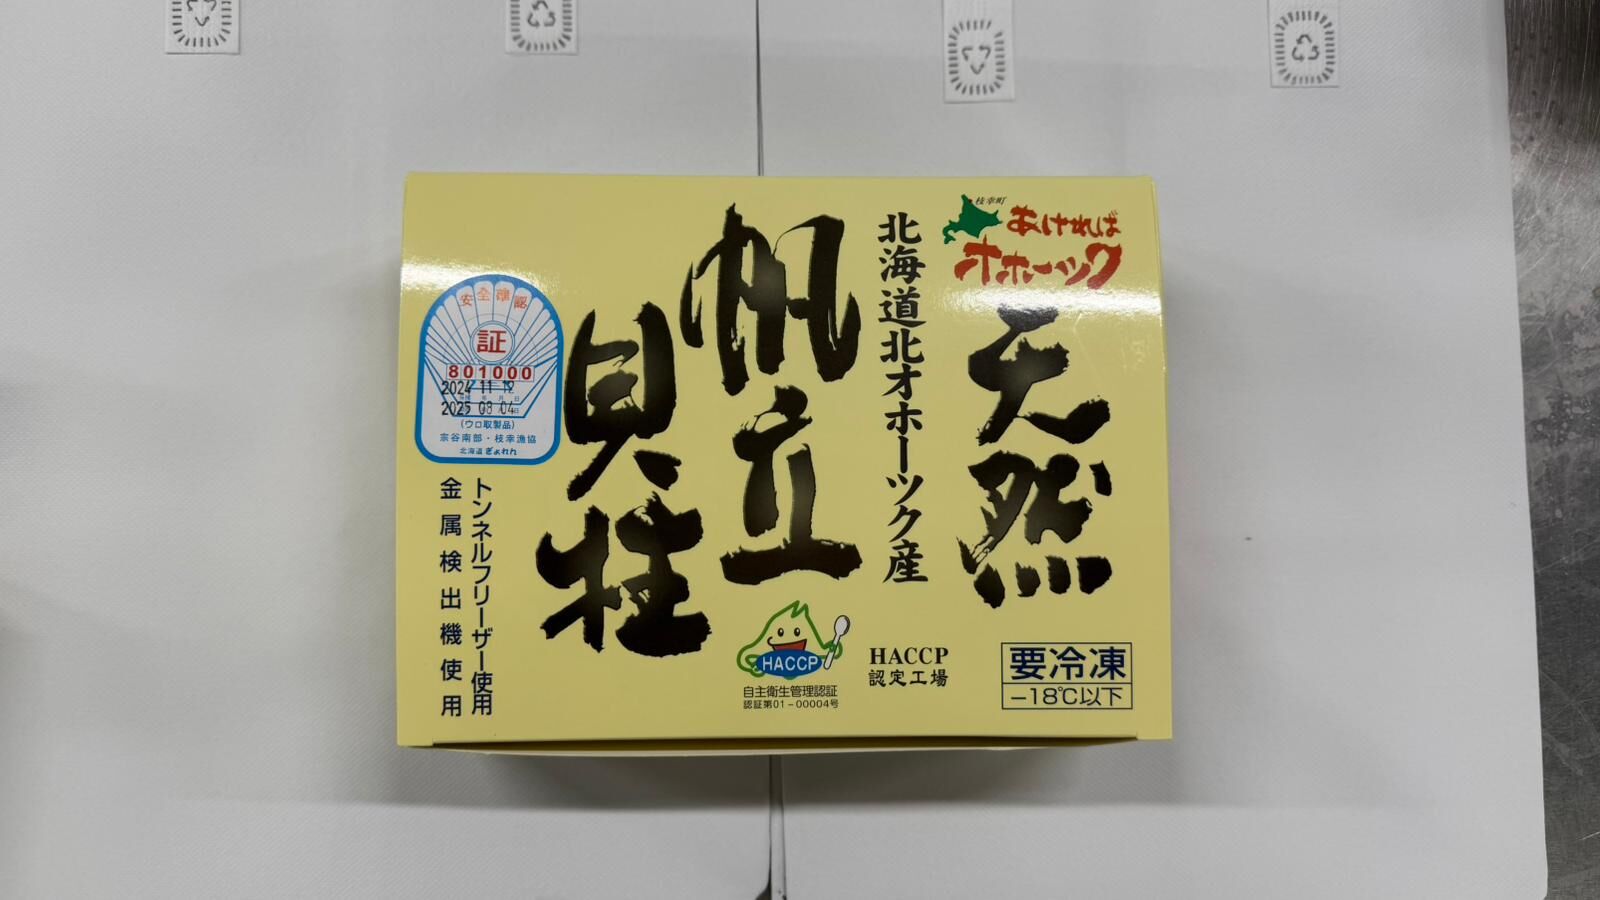 枝幸町
あければ
オホーツク
天然
北海道北オホーツク産
帆立
貝柱
安全確認
証
801000
2024 11 12
2025 08 04
(ウロ取製品)
宗谷南部・枝幸漁協
北海道ぎょれん
トンネルフリーザー使用
金属検出機使用
HACCP
自主衛生管理認証
認証第01-00004号
HACCP
認定工場
要冷凍
-18℃以下